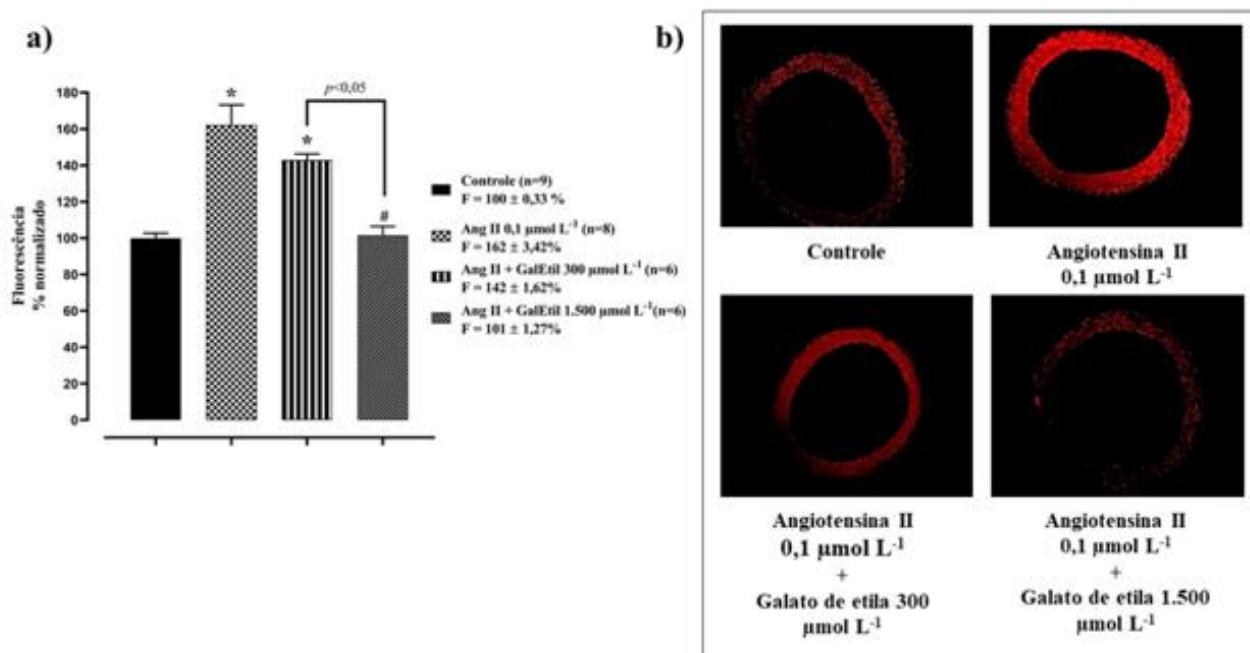 a)
Fluorescência
% normalizado
180
160
140
120
100
80
60
40
20
0
*
*
p<0,05
#
Controle (n=9)
F = 100 ± 0,33 %
Ang II 0,1 µmol L⁻¹ (n=8)
F = 162 ± 3,42%
Ang II + GalEtil 300 µmol L⁻¹ (n=6)
F = 142 ± 1,62%
Ang II + GalEtil 1.500 µmol L⁻¹(n=6)
F = 101 ± 1,27%
b)
Controle
Angiotensina II
0,1 µmol L⁻¹
Angiotensina II
0,1 µmol L⁻¹
+
Galato de etila 300
µmol L⁻¹
Angiotensina II
0,1 µmol L⁻¹
+
Galato de etila 1.500
µmol L⁻¹